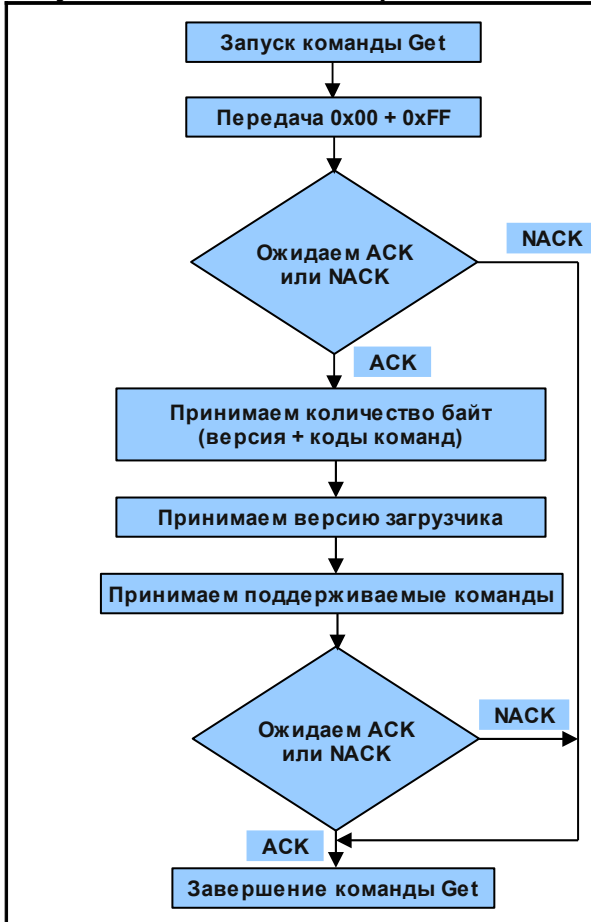 Запуск команды Get
Передача 0x00 + 0xFF
Ожидаем ACK
или NACK
NACK
ACK
Принимаем количество байт
(версия + коды команд)
Принимаем версию загрузчика
Принимаем поддерживаемые команды
Ожидаем ACK
или NACK
NACK
ACK
Завершение команды Get